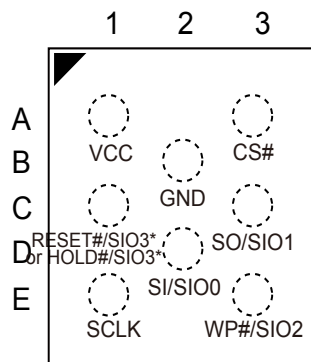 1 2 3
A
VCC CS#
B
GND
C
RESET#/SIO3* SO/SIO1
or HOLD#/SIO3*
D
SI/SIO0
E
SCLK WP#/SIO2